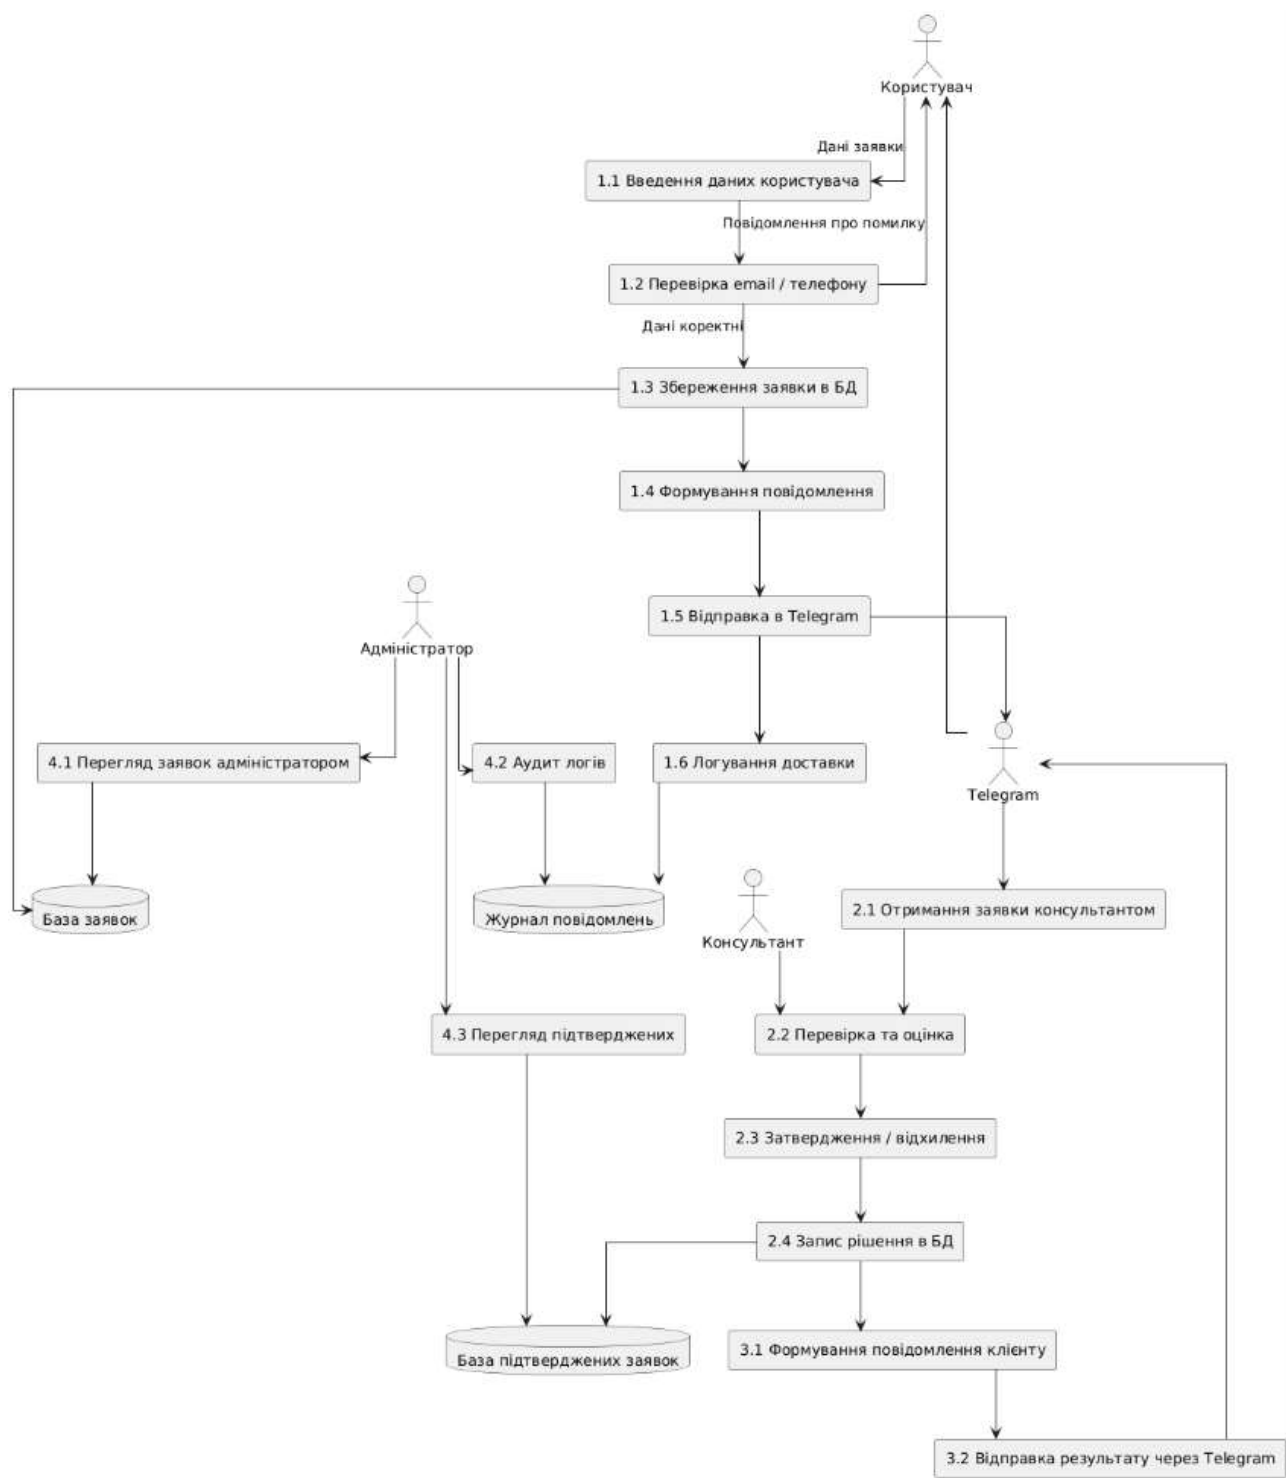 Користувач
Дані заявки
1.1 Введення даних користувача
Повідомлення про помилку
1.2 Перевірка email / телефону
Дані коректні
1.3 Збереження заявки в БД
1.4 Формування повідомлення
1.5 Відправка в Telegram
Адміністратор
4.1 Перегляд заявок адміністратором
4.2 Аудит логів
1.6 Логування доставки
Telegram
База заявок
Журнал повідомлень
2.1 Отримання заявки консультантом
Консультант
4.3 Перегляд підтверджених
2.2 Перевірка та оцінка
2.3 Затвердження / відхилення
2.4 Запис рішення в БД
База підтверджених заявок
3.1 Формування повідомлення клієнту
3.2 Відправка результату через Telegram